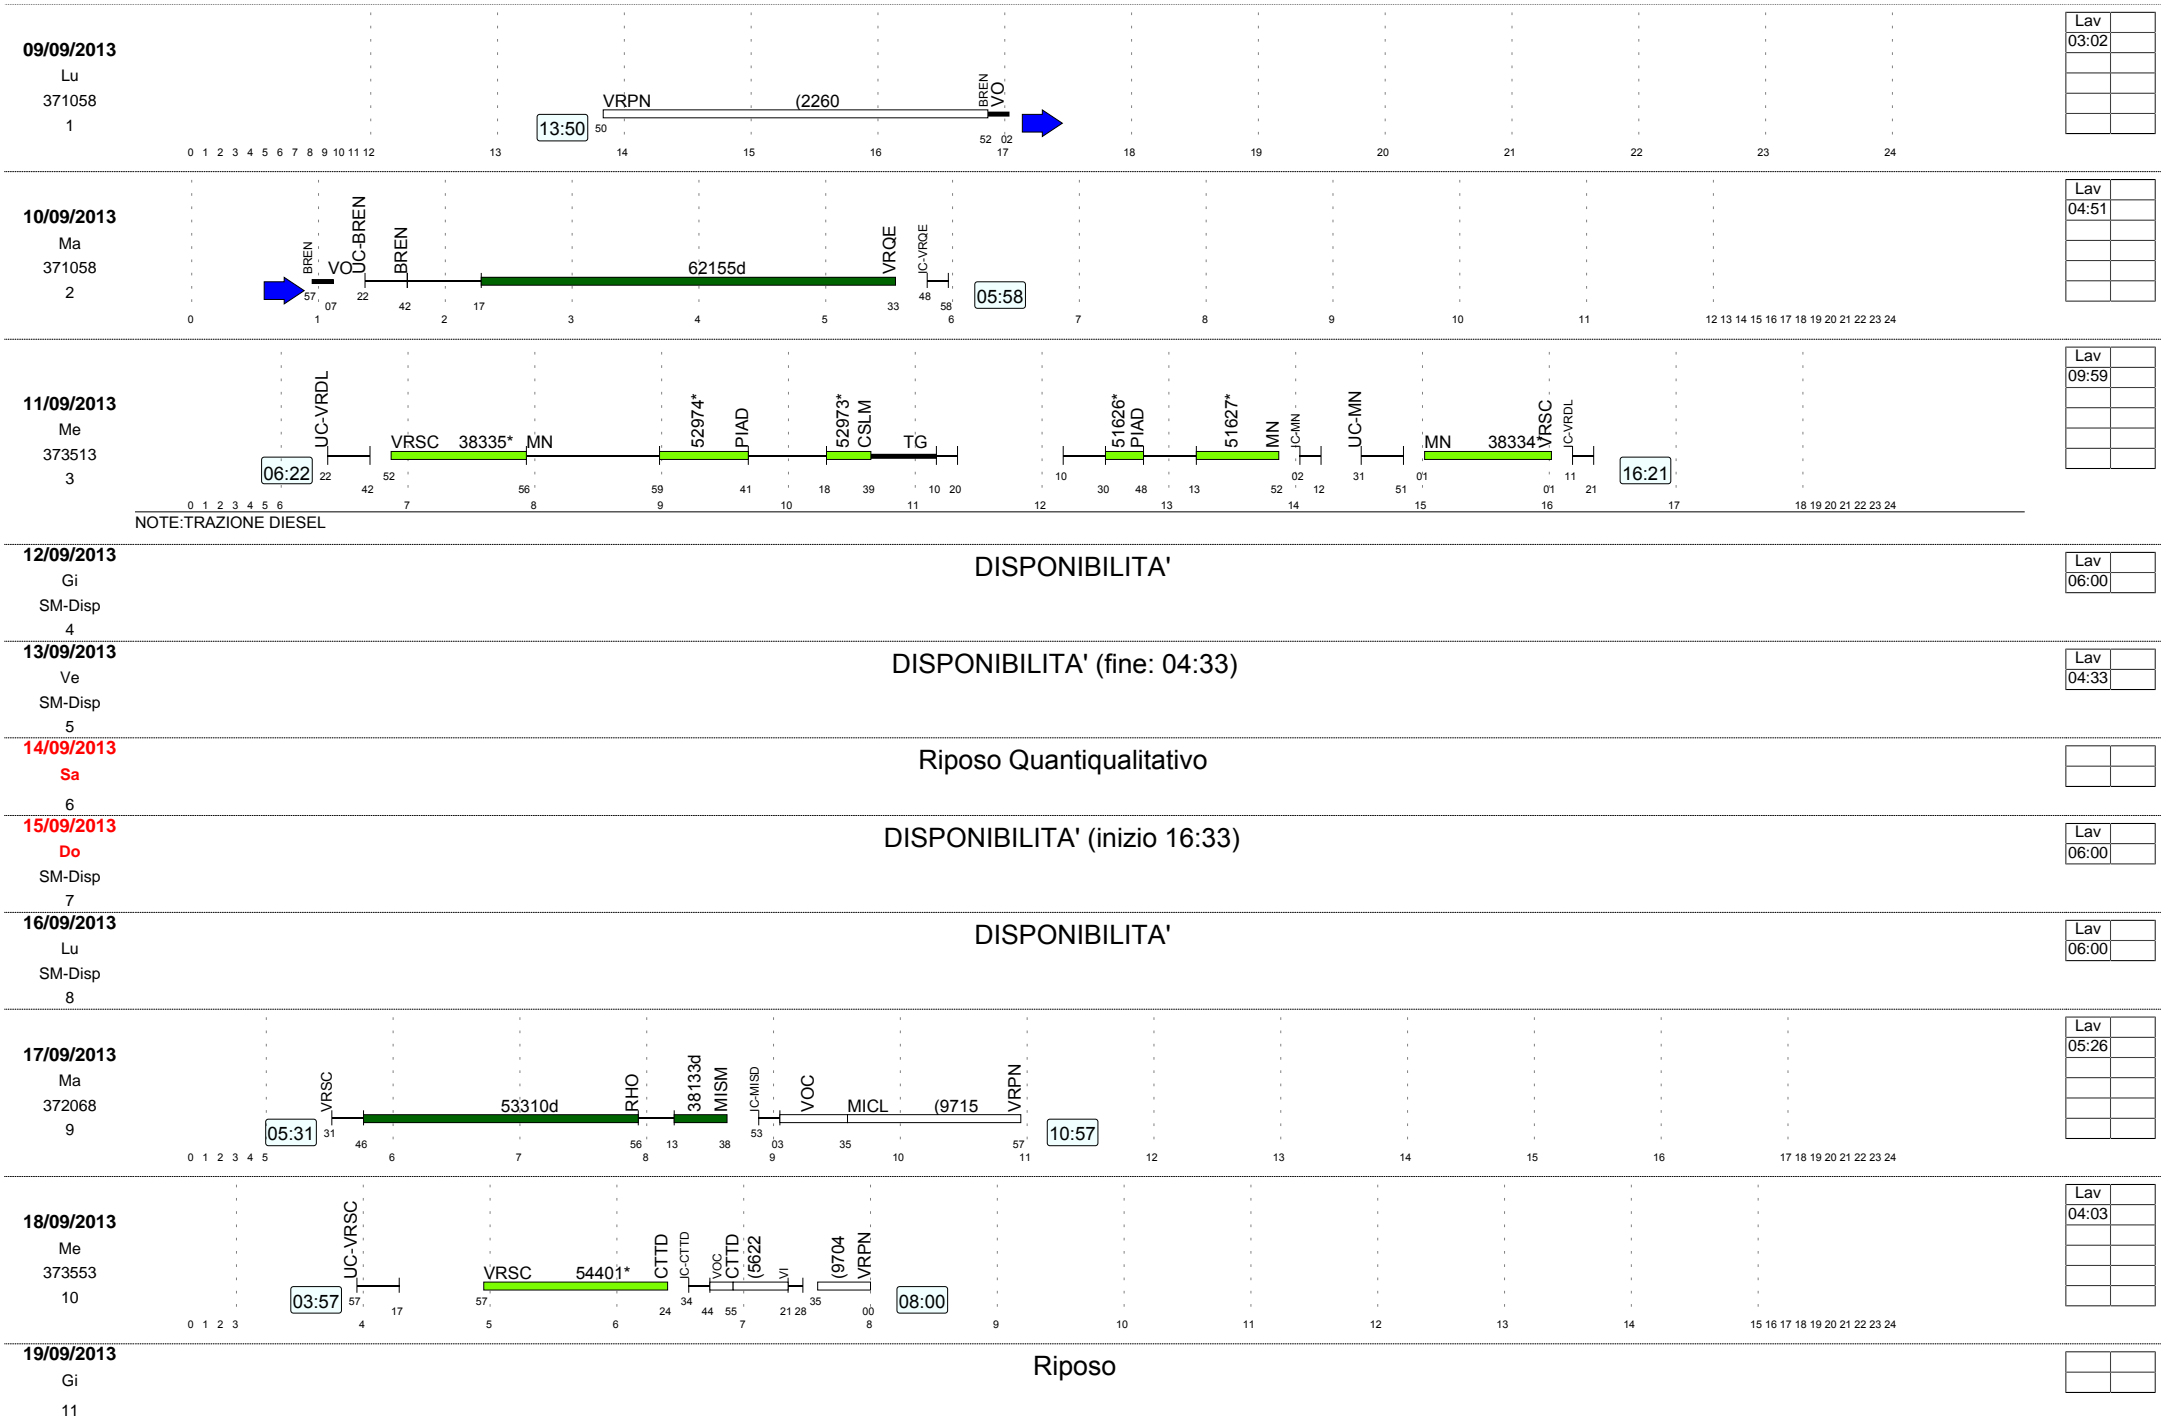 09/09/2013
Lu
371058
1
13:50
VRPN (2260 BREN VO
50 52 02
0 1 2 3 4 5 6 7 8 9 10 11 12 13 14 15 16 17 18 19 20 21 22 23 24
Lav
03:02
10/09/2013
Ma
371058
2
BREN VO UC-BREN BREN 62155d VRQE IC-VRQE
57 07 22 42 17 33 48 58
05:58
0 1 2 3 4 5 6 7 8 9 10 11 12 13 14 15 16 17 18 19 20 21 22 23 24
Lav
04:51
11/09/2013
Me
373513
3
06:22
UC-VRDL VRSC 38335* MN 52974* PIAD 52973* CSLM TG 51626* PIAD 51627* MN IC-MN UC-MN MN 38334* VRSC IC-VRDL
22 42 52 56 59 41 18 39 10 20 10 30 48 13 52 02 12 31 51 01 01 11 21
16:21
0 1 2 3 4 5 6 7 8 9 10 11 12 13 14 15 16 17 18 19 20 21 22 23 24
NOTE:TRAZIONE DIESEL
Lav
09:59
12/09/2013
Gi
SM-Disp
4
DISPONIBILITA'
Lav
06:00
13/09/2013
Ve
SM-Disp
5
DISPONIBILITA' (fine: 04:33)
Lav
04:33
14/09/2013
Sa
6
Riposo Quantiqualitativo
15/09/2013
Do
SM-Disp
7
DISPONIBILITA' (inizio 16:33)
Lav
06:00
16/09/2013
Lu
SM-Disp
8
DISPONIBILITA'
Lav
06:00
17/09/2013
Ma
372068
9
05:31
VRSC 53310d RHO 38133d MISM IC-MISD VOC MICL (9715 VRPN
31 46 56 13 38 53 03 35 57
10:57
0 1 2 3 4 5 6 7 8 9 10 11 12 13 14 15 16 17 18 19 20 21 22 23 24
Lav
05:26
18/09/2013
Me
373553
10
03:57
UC-VRSC VRSC 54401* CTTD IC-CTTD VOC CTTD (5622 VI (9704 VRPN
57 17 57 24 34 44 55 21 28 35 00
08:00
0 1 2 3 4 5 6 7 8 9 10 11 12 13 14 15 16 17 18 19 20 21 22 23 24
Lav
04:03
19/09/2013
Gi
11
Riposo